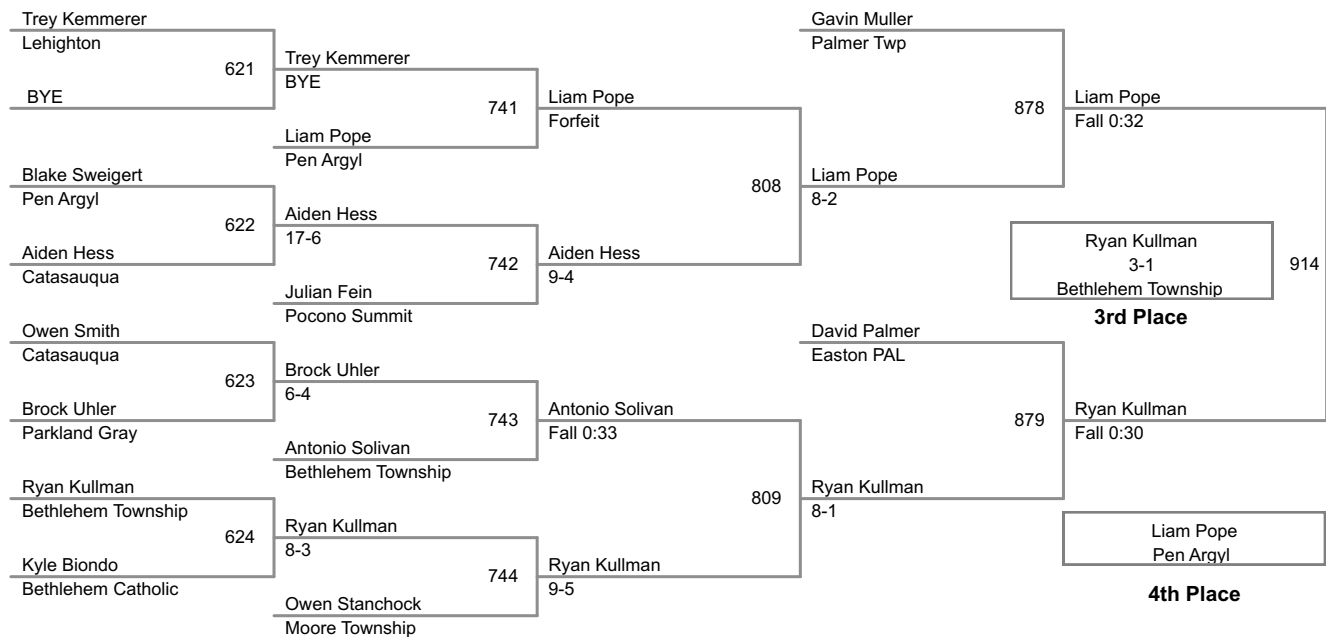 Trey Kemmerer
Lehighton
621
BYE
Trey Kemmerer
BYE
741
Liam Pope
Pen Argyl
Liam Pope
Forfeit
Blake Sweigert
Pen Argyl
622
Aiden Hess
Catasauqua
Aiden Hess
17-6
742
Julian Fein
Pocono Summit
Aiden Hess
9-4
808
Liam Pope
8-2
Gavin Muller
Palmer Twp
878
Liam Pope
Fall 0:32
Owen Smith
Catasauqua
623
Brock Uhler
Parkland Gray
Brock Uhler
6-4
743
Antonio Solivan
Bethlehem Township
Antonio Solivan
Fall 0:33
Ryan Kullman
Bethlehem Township
624
Kyle Biondo
Bethlehem Catholic
Ryan Kullman
8-3
744
Owen Stanchock
Moore Township
Ryan Kullman
9-5
809
Ryan Kullman
8-1
David Palmer
Easton PAL
879
Ryan Kullman
Fall 0:30
914
Ryan Kullman
3-1
Bethlehem Township
3rd Place
Liam Pope
Pen Argyl
4th Place